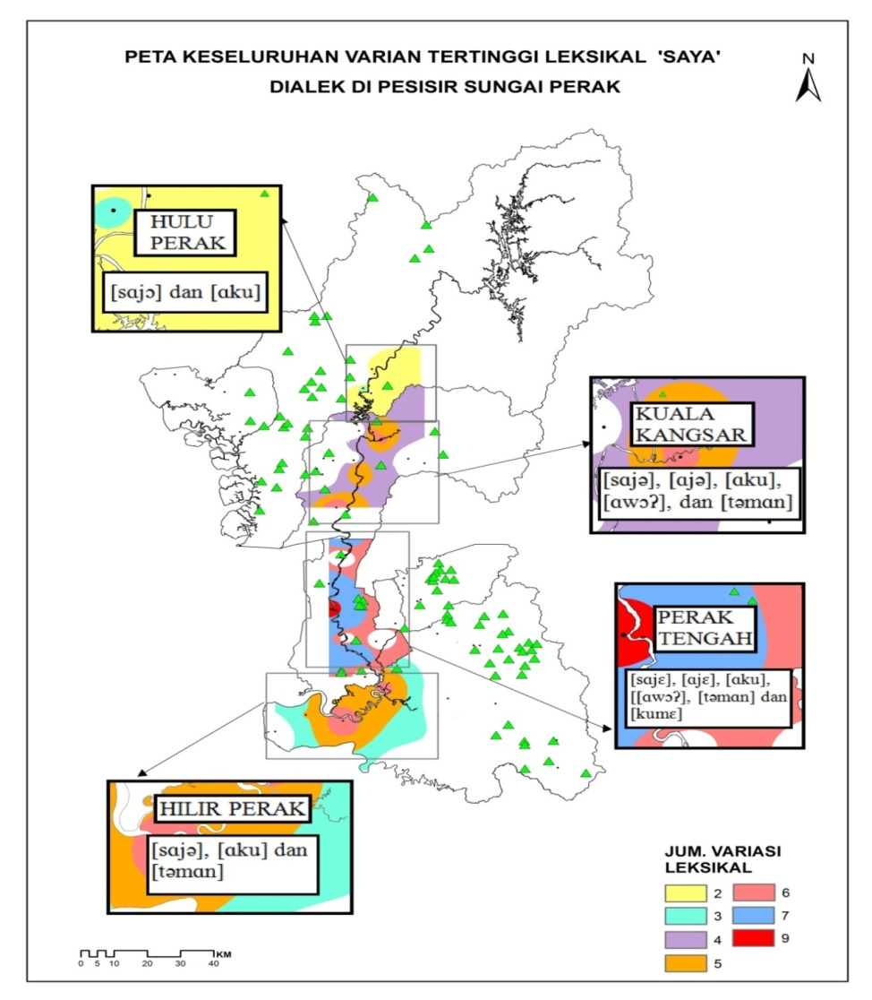 PETA KESELURUHAN VARIAN TERTINGGI LEKSIKAL 'SAYA'
DIALEK DI PESISIR SUNGAI PERAK
N
HULU
PERAK
[sɑjɔ] dan [ɑku]
KUALA
KANGSAR
[sɑjə], [ɑjə], [ɑku],
[ɑwɔʔ], dan [təmɑn]
PERAK
TENGAH
[sɑjɛ], [ɑjɛ], [ɑku],
[[ɑwɔʔ], [təmɑn] dan
[kumɛ]
HILIR PERAK
[sɑjə], [ɑku] dan
[təmɑn]
JUM. VARIASI
LEKSIKAL
2 6
3 7
4 9
5
KM
0 5 10 20 30 40